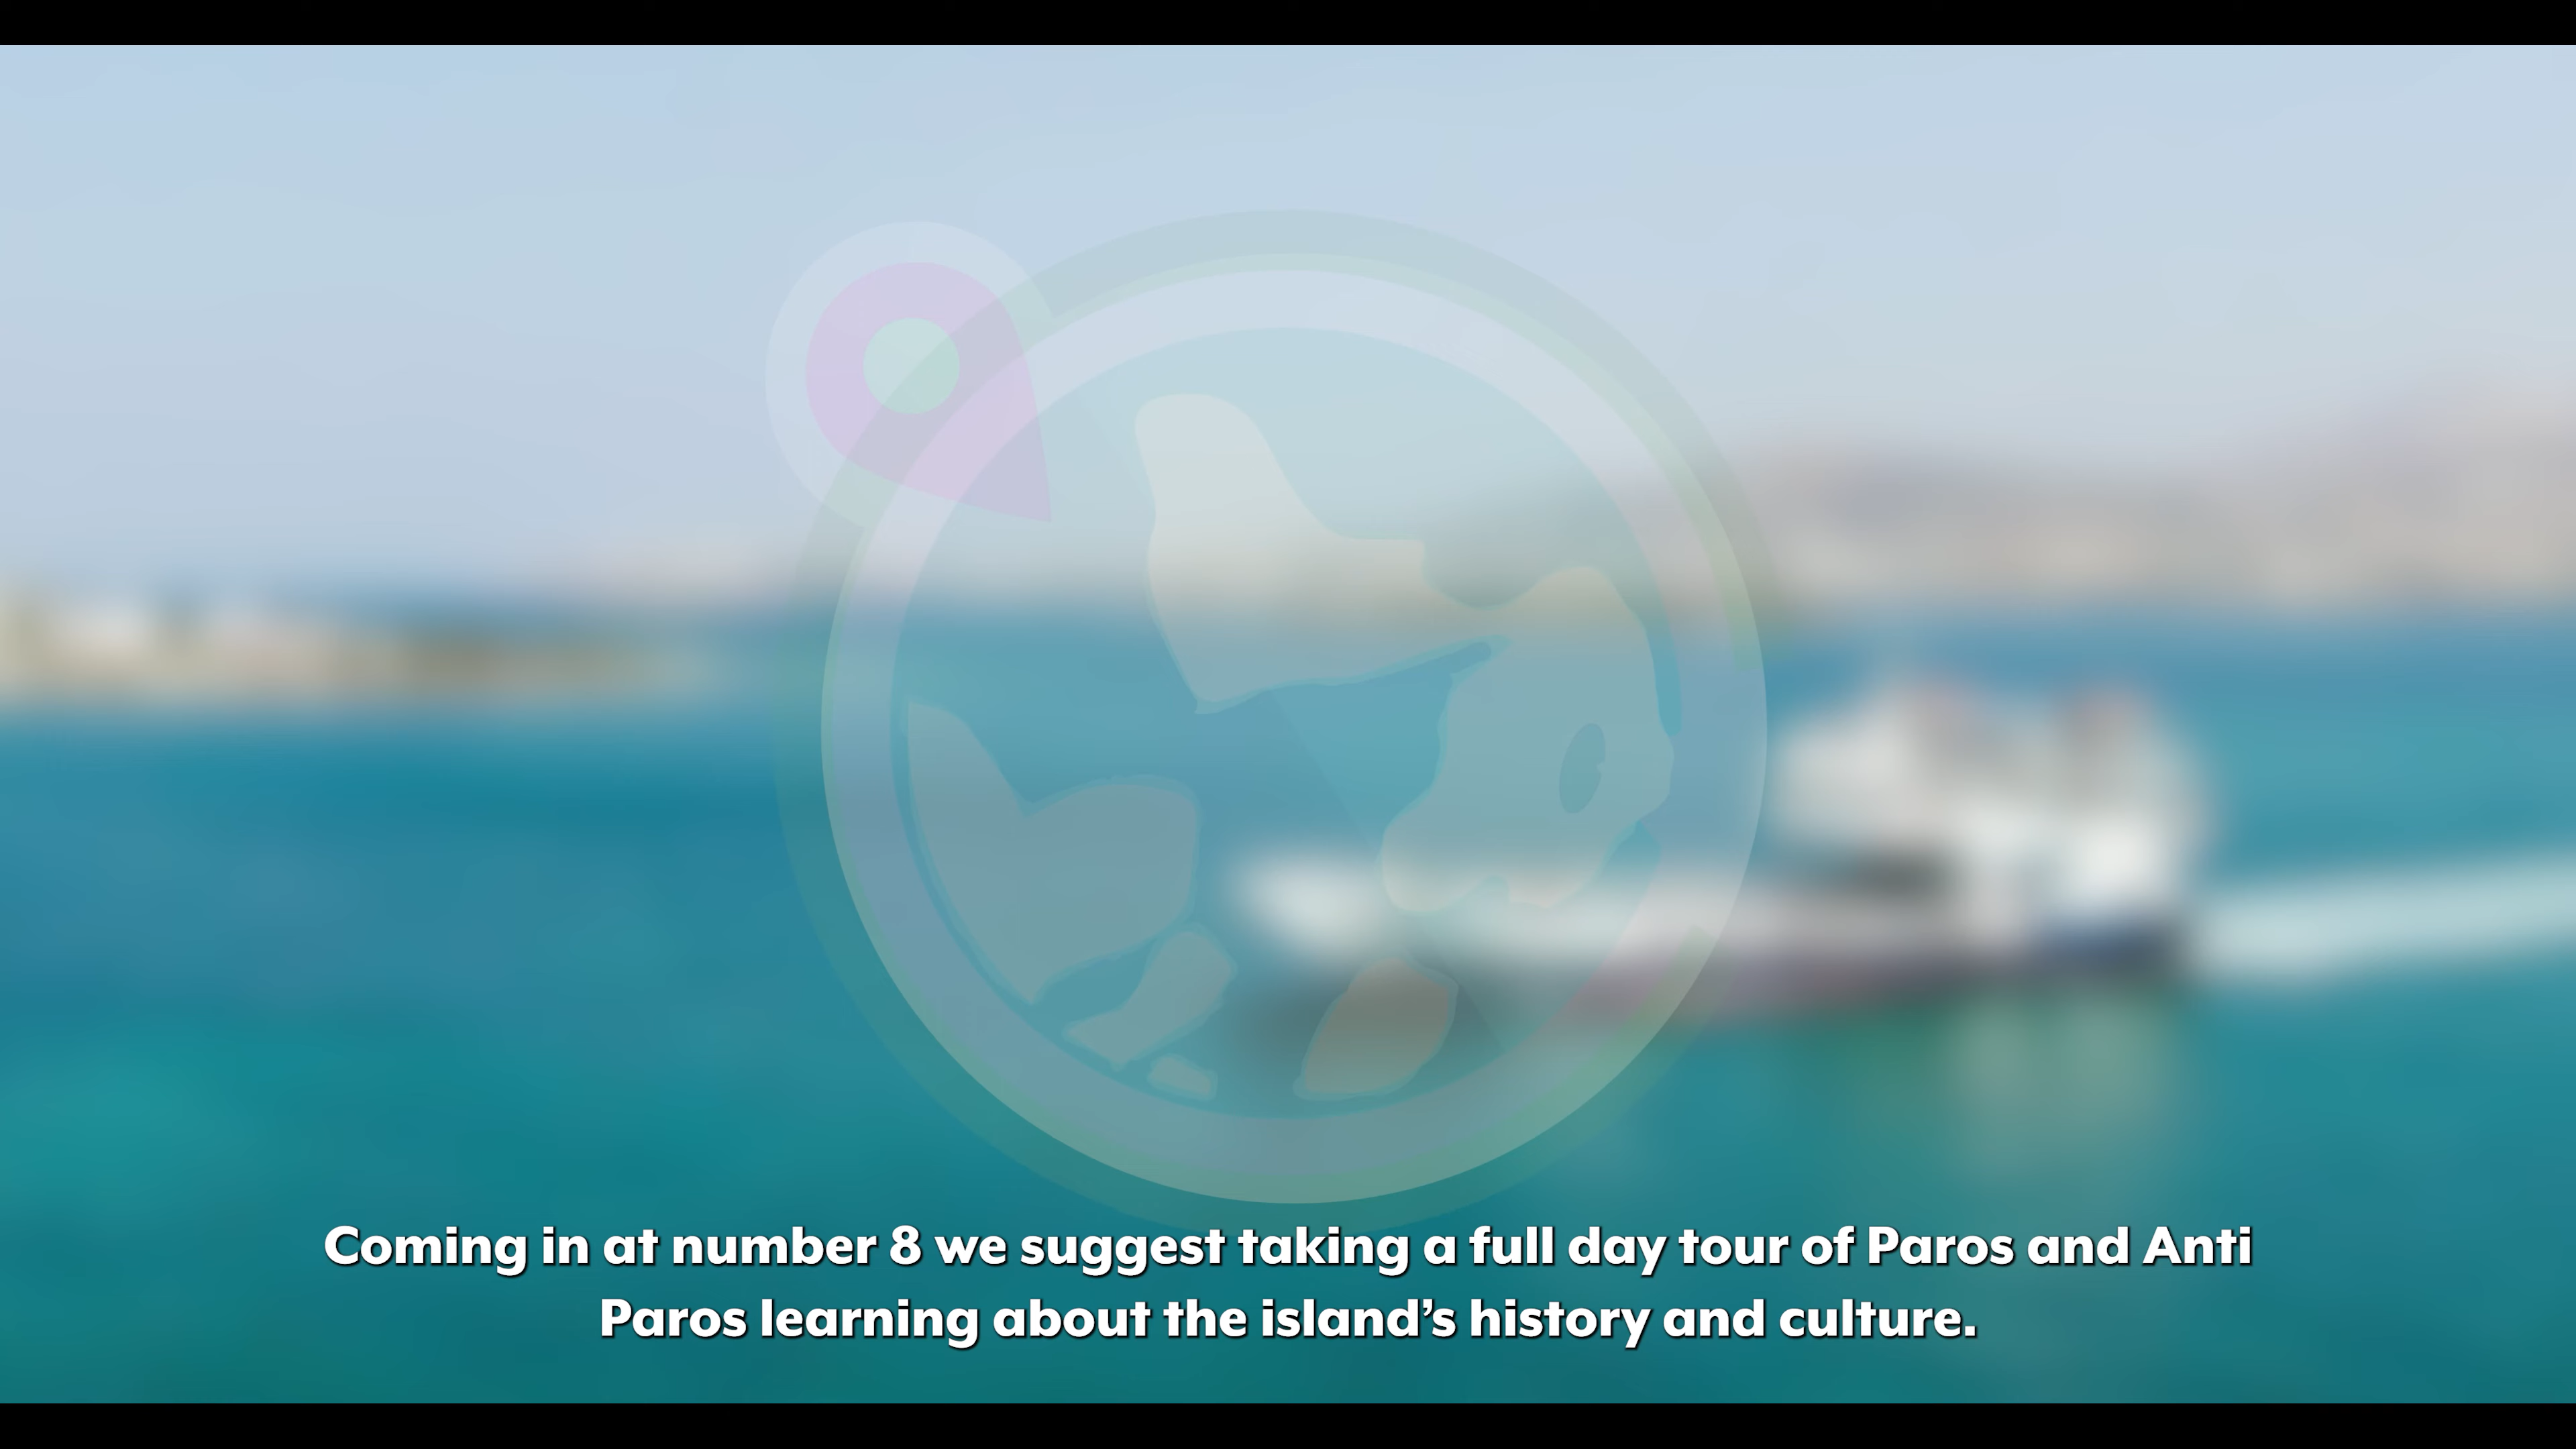 Coming in at number 8 we suggest taking a full day tour of Paros and Anti
Paros learning about the island’s history and culture.